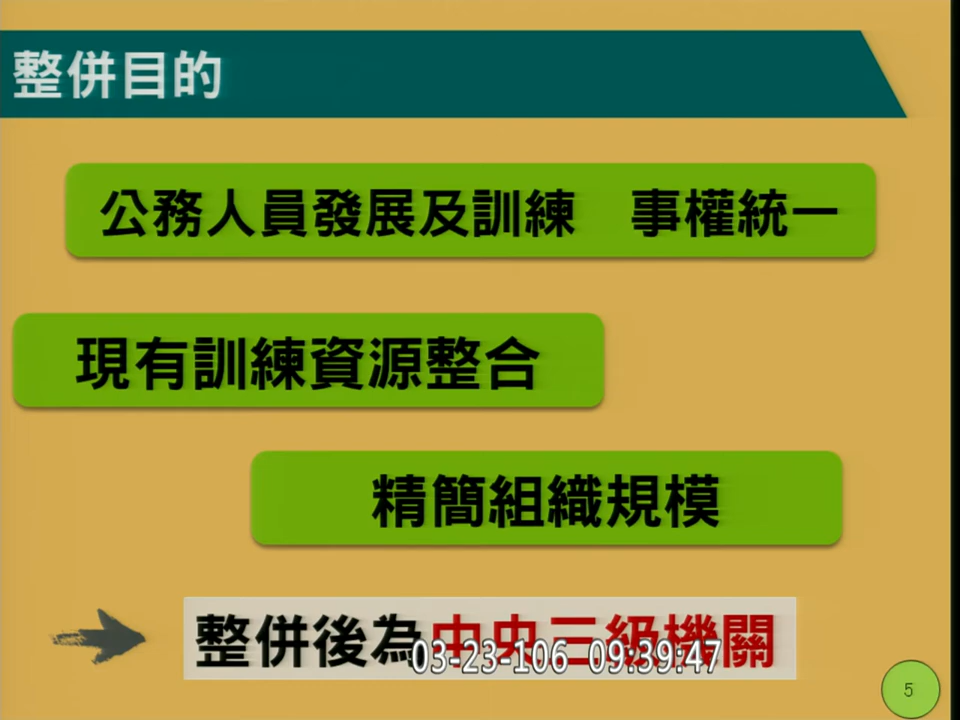 整併目的
公務人員發展及訓練 事權統一
現有訓練資源整合
精簡組織規模
整併後為中央三級機關
03-23-106 09:39:47
5